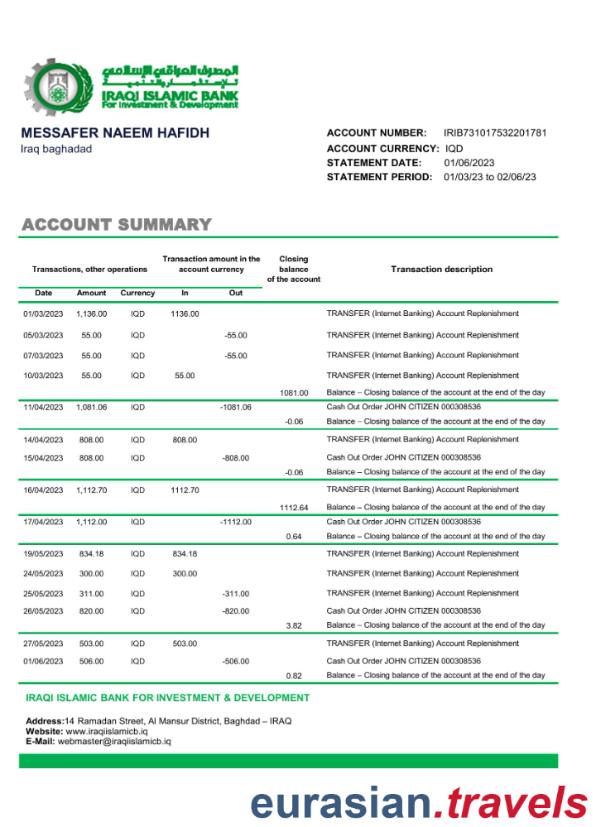 المصرف العراقي الإسلامي
للإستثمار والتنمية
IRAQI ISLAMIC BANK
For Investment & Development
MESSAFER NAEEM HAFIDH
Iraq baghadad
ACCOUNT NUMBER: IRIB731017532201781
ACCOUNT CURRENCY: IQD
STATEMENT DATE: 01/06/2023
STATEMENT PERIOD: 01/03/23 to 02/06/23
ACCOUNT SUMMARY
Transactions, other operations Transaction amount in the account currency Closing balance of the account Transaction description
Date Amount Currency In Out
01/03/2023 1,136.00 IQD 1136.00 TRANSFER (Internet Banking) Account Replenishment
05/03/2023 55.00 IQD -55.00 TRANSFER (Internet Banking) Account Replenishment
07/03/2023 55.00 IQD -55.00 TRANSFER (Internet Banking) Account Replenishment
10/03/2023 55.00 IQD 55.00 TRANSFER (Internet Banking) Account Replenishment
1081.00 Balance – Closing balance of the account at the end of the day
11/04/2023 1,081.06 IQD -1081.06 Cash Out Order JOHN CITIZEN 000308536
-0.06 Balance – Closing balance of the account at the end of the day
14/04/2023 808.00 IQD 808.00 TRANSFER (Internet Banking) Account Replenishment
15/04/2023 808.00 IQD -808.00 Cash Out Order JOHN CITIZEN 000308536
-0.06 Balance – Closing balance of the account at the end of the day
16/04/2023 1,112.70 IQD 1112.70 TRANSFER (Internet Banking) Account Replenishment
1112.64 Balance – Closing balance of the account at the end of the day
17/04/2023 1,112.00 IQD -1112.00 Cash Out Order JOHN CITIZEN 000308536
0.64 Balance – Closing balance of the account at the end of the day
19/05/2023 834.18 IQD 834.18 TRANSFER (Internet Banking) Account Replenishment
24/05/2023 300.00 IQD 300.00 TRANSFER (Internet Banking) Account Replenishment
25/05/2023 311.00 IQD -311.00 TRANSFER (Internet Banking) Account Replenishment
26/05/2023 820.00 IQD -820.00 Cash Out Order JOHN CITIZEN 000308536
3.82 Balance – Closing balance of the account at the end of the day
27/05/2023 503.00 IQD 503.00 TRANSFER (Internet Banking) Account Replenishment
01/06/2023 506.00 IQD -506.00 Cash Out Order JOHN CITIZEN 000308536
0.82 Balance – Closing balance of the account at the end of the day
IRAQI ISLAMIC BANK FOR INVESTMENT & DEVELOPMENT
Address:14 Ramadan Street, Al Mansur District, Baghdad – IRAQ
Website: www.iraqiislamicb.iq
E-Mail: webmaster@iraqiislamicb.iq
eurasian.travels